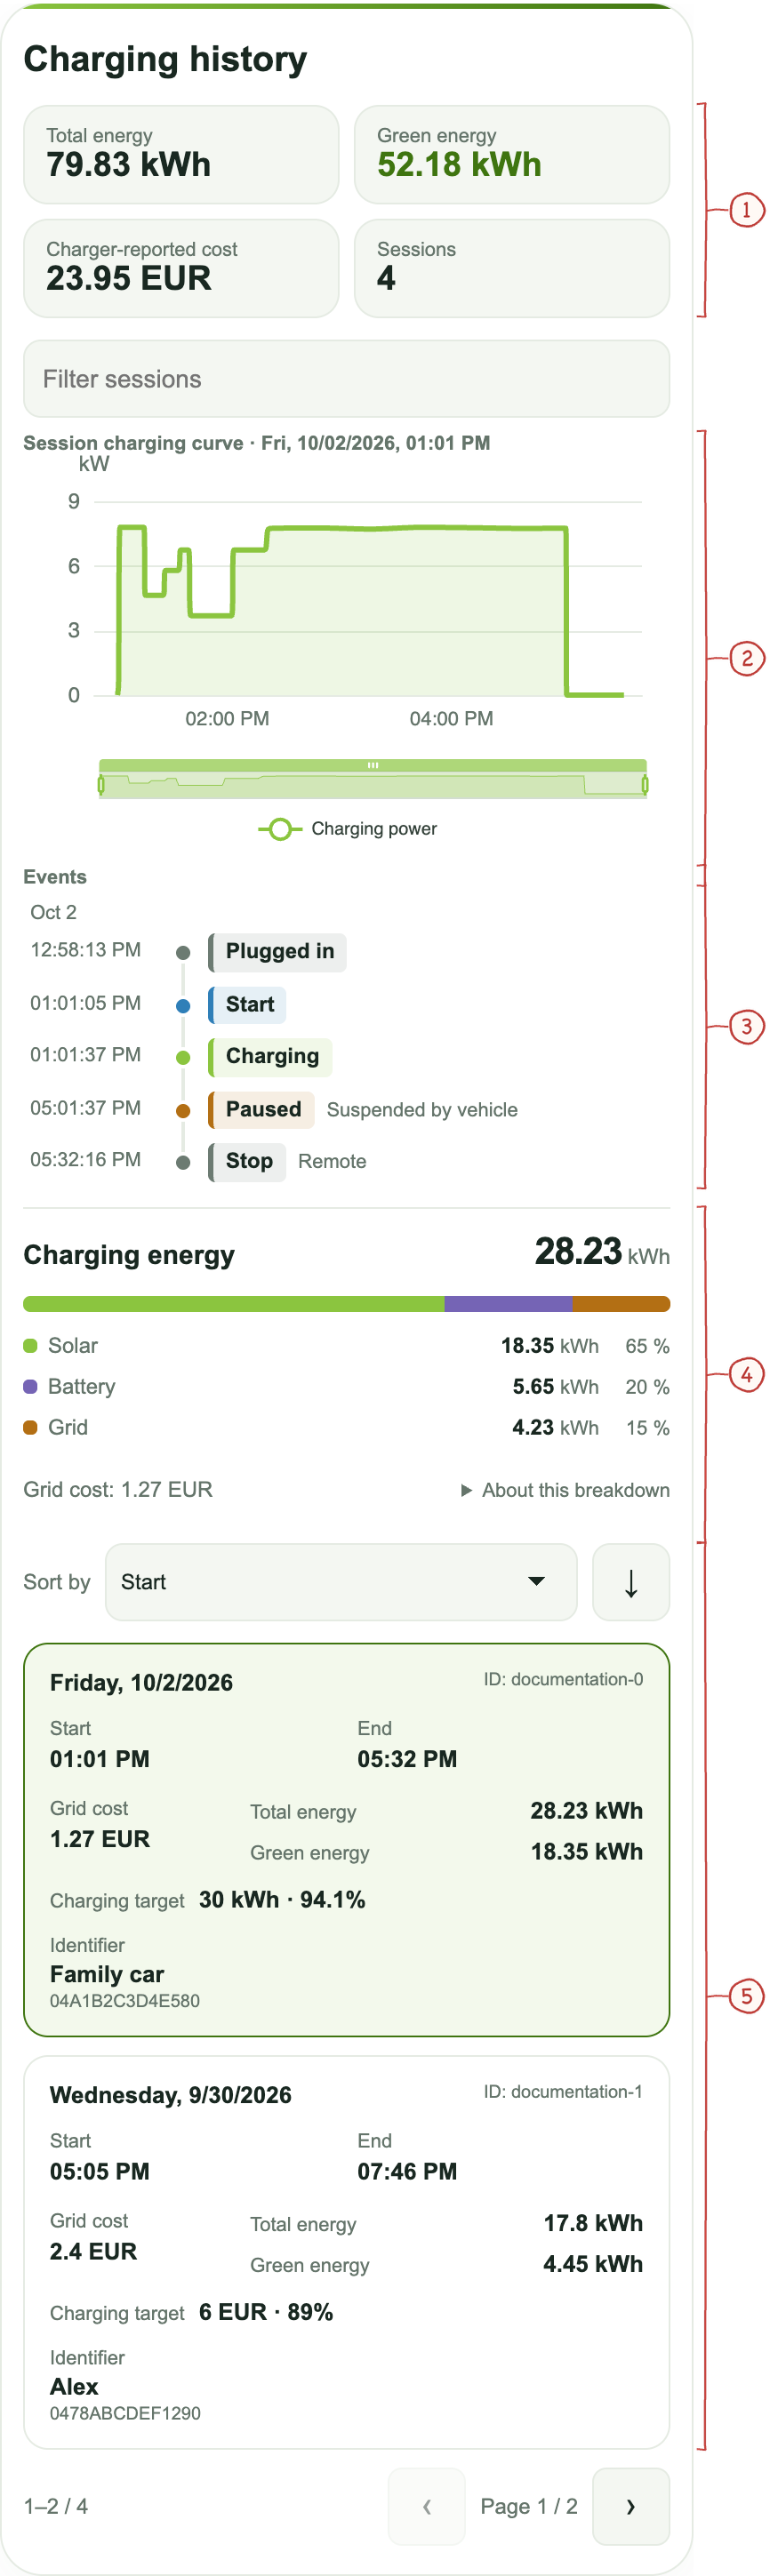 Charging history
Total energy
79.83 kWh
Green energy
52.18 kWh
Charger-reported cost
23.95 EUR
Sessions
4
1
Filter sessions
Session charging curve · Fri, 10/02/2026, 01:01 PM
kW
9
6
3
0
02:00 PM 04:00 PM
Charging power
2
Events
Oct 2
12:58:13 PM Plugged in
01:01:05 PM Start
01:01:37 PM Charging
05:01:37 PM Paused Suspended by vehicle
05:32:16 PM Stop Remote
3
Charging energy 28.23 kWh
Solar 18.35 kWh 65 %
Battery 5.65 kWh 20 %
Grid 4.23 kWh 15 %
Grid cost: 1.27 EUR ▶ About this breakdown
4
Sort by Start ↓
Friday, 10/2/2026 ID: documentation-0
Start
01:01 PM
End
05:32 PM
Grid cost
1.27 EUR
Total energy 28.23 kWh
Green energy 18.35 kWh
Charging target 30 kWh · 94.1%
Identifier
Family car
04A1B2C3D4E580
5
Wednesday, 9/30/2026 ID: documentation-1
Start
05:05 PM
End
07:46 PM
Grid cost
2.4 EUR
Total energy 17.8 kWh
Green energy 4.45 kWh
Charging target 6 EUR · 89%
Identifier
Alex
0478ABCDEF1290
1–2 / 4 ‹ Page 1 / 2 ›